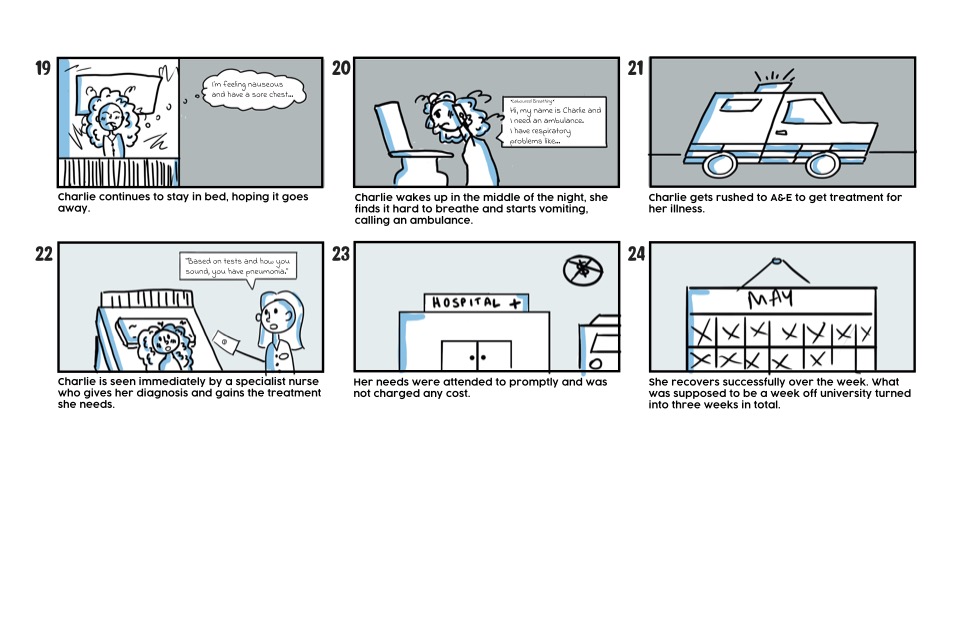 19
I'm feeling nauseous
and have a sore chest...
Charlie continues to stay in bed, hoping it goes
away.
20
*Laboured Breathing*
Hi, my name is Charlie and
I need an ambulance.
I have respiratory
problems like...
Charlie wakes up in the middle of the night, she
finds it hard to breathe and starts vomiting,
calling an ambulance.
21
Charlie gets rushed to A&E to get treatment for
her illness.
22
"Based on tests and how you
sound, you have pneumonia."
Charlie is seen immediately by a specialist nurse
who gives her diagnosis and gains the treatment
she needs.
23
HOSPITAL +
$
Her needs were attended to promptly and was
not charged any cost.
24
MAY
She recovers successfully over the week. What
was supposed to be a week off university turned
into three weeks in total.